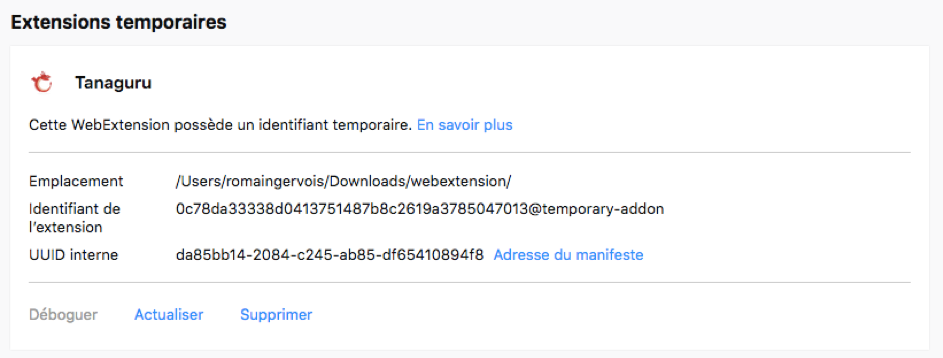 Extensions temporaires
Tanaguru
Cette WebExtension possède un identifiant temporaire. En savoir plus
Emplacement /Users/romaingervois/Downloads/webextension/
Identifiant de 0c78da33338d0413751487b8c2619a3785047013@temporary-addon
l'extension
UUID interne da85bb14-2084-c245-ab85-df65410894f8 Adresse du manifeste
Déboguer Actualiser Supprimer